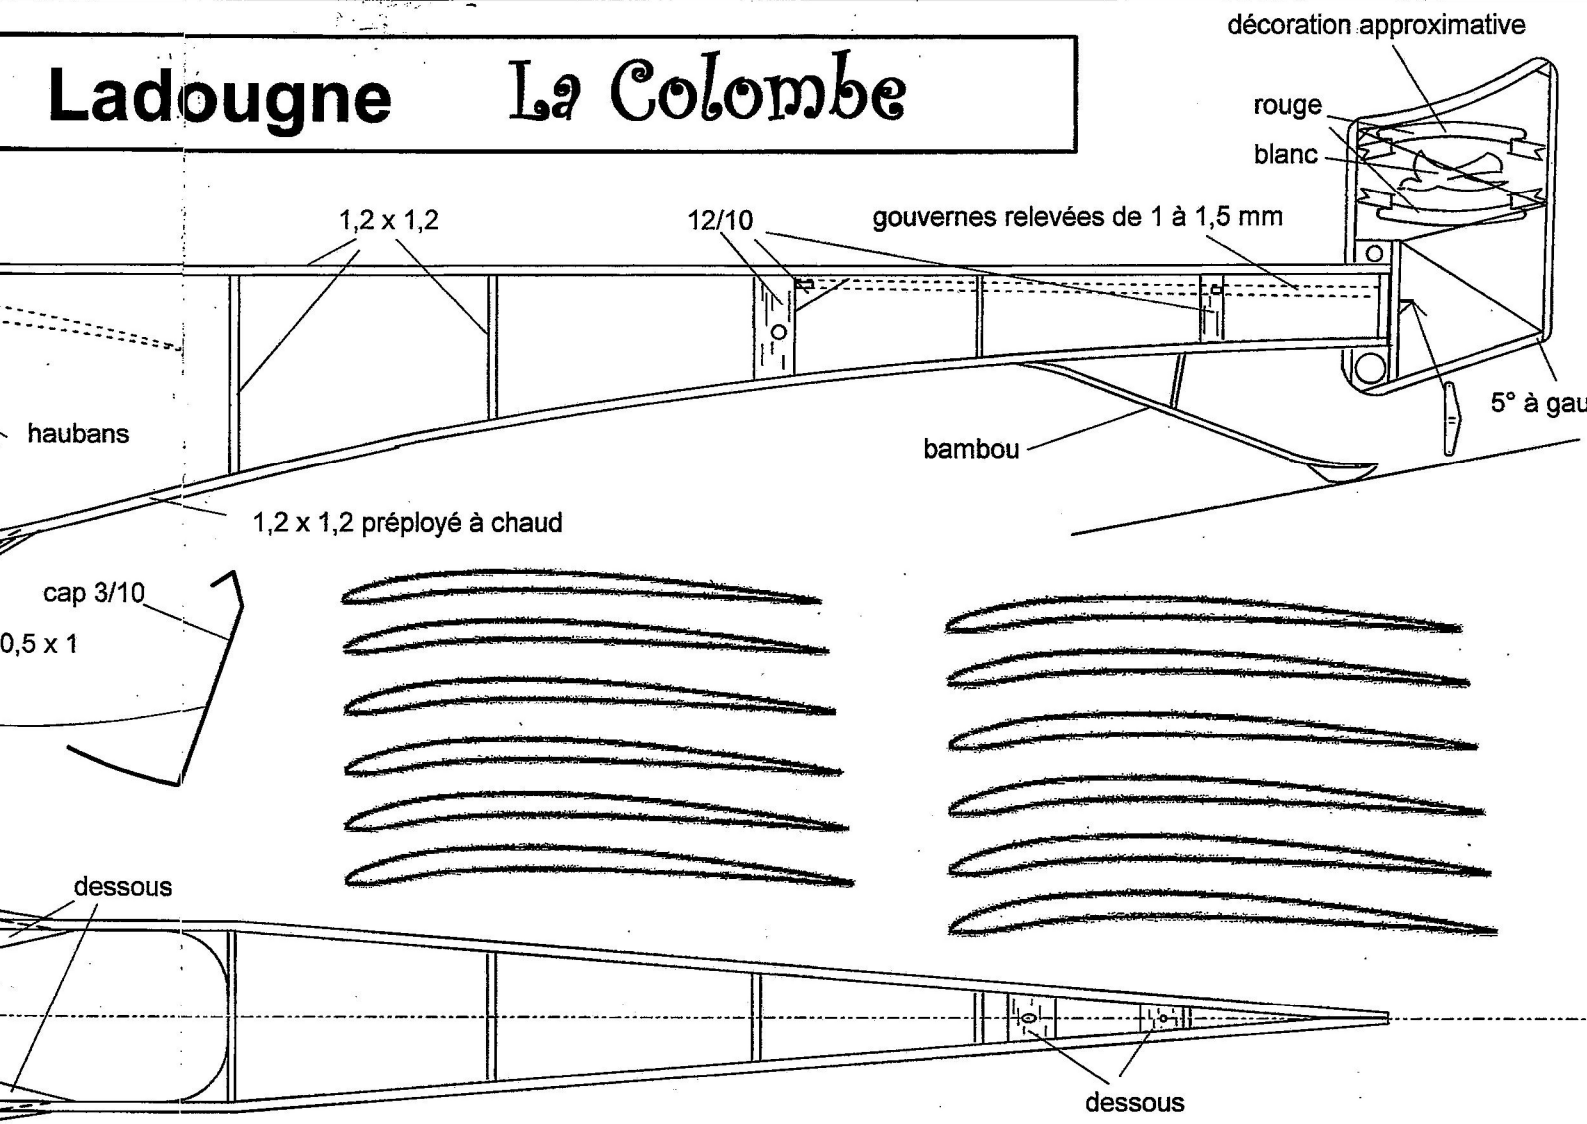 décoration approximative
Ladougne La Colombe
rouge
blanc
1,2 x 1,2
12/10
gouvernes relevées de 1 à 1,5 mm
haubans
bambou
5° à gau
1,2 x 1,2 préployé à chaud
cap 3/10
0,5 x 1
dessous
dessous